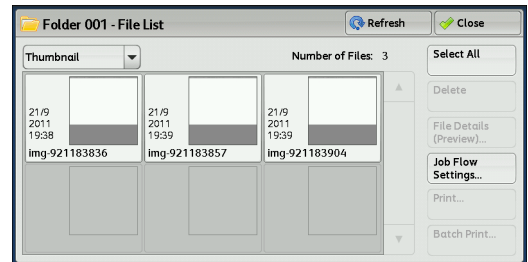 Folder 001 - File List
Refresh
Close
Thumbnail
Number of Files: 3
Select All
Delete
File Details
(Preview)...
Job Flow
Settings...
Print...
Batch Print...
21/9
2011
19:38
img-921183836
21/9
2011
19:39
img-921183857
21/9
2011
19:39
img-921183904